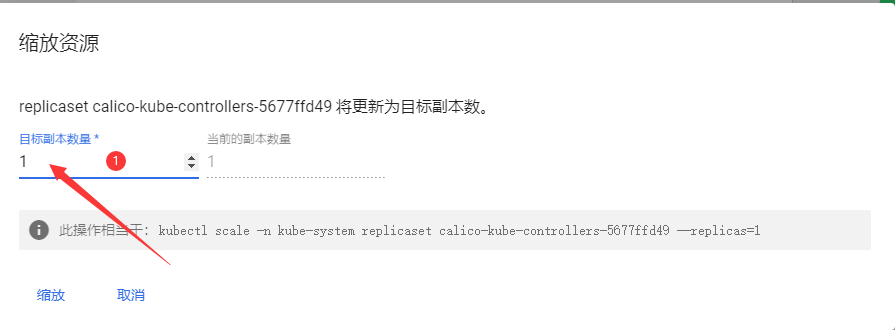 缩放资源
replicaset calico-kube-controllers-5677ffd49 将更新为目标副本数。
目标副本数量 * 当前的副本数量
1 1 1
此操作相当于: kubectl scale -n kube-system replicaset calico-kube-controllers-5677ffd49 --replicas=1
缩放 取消